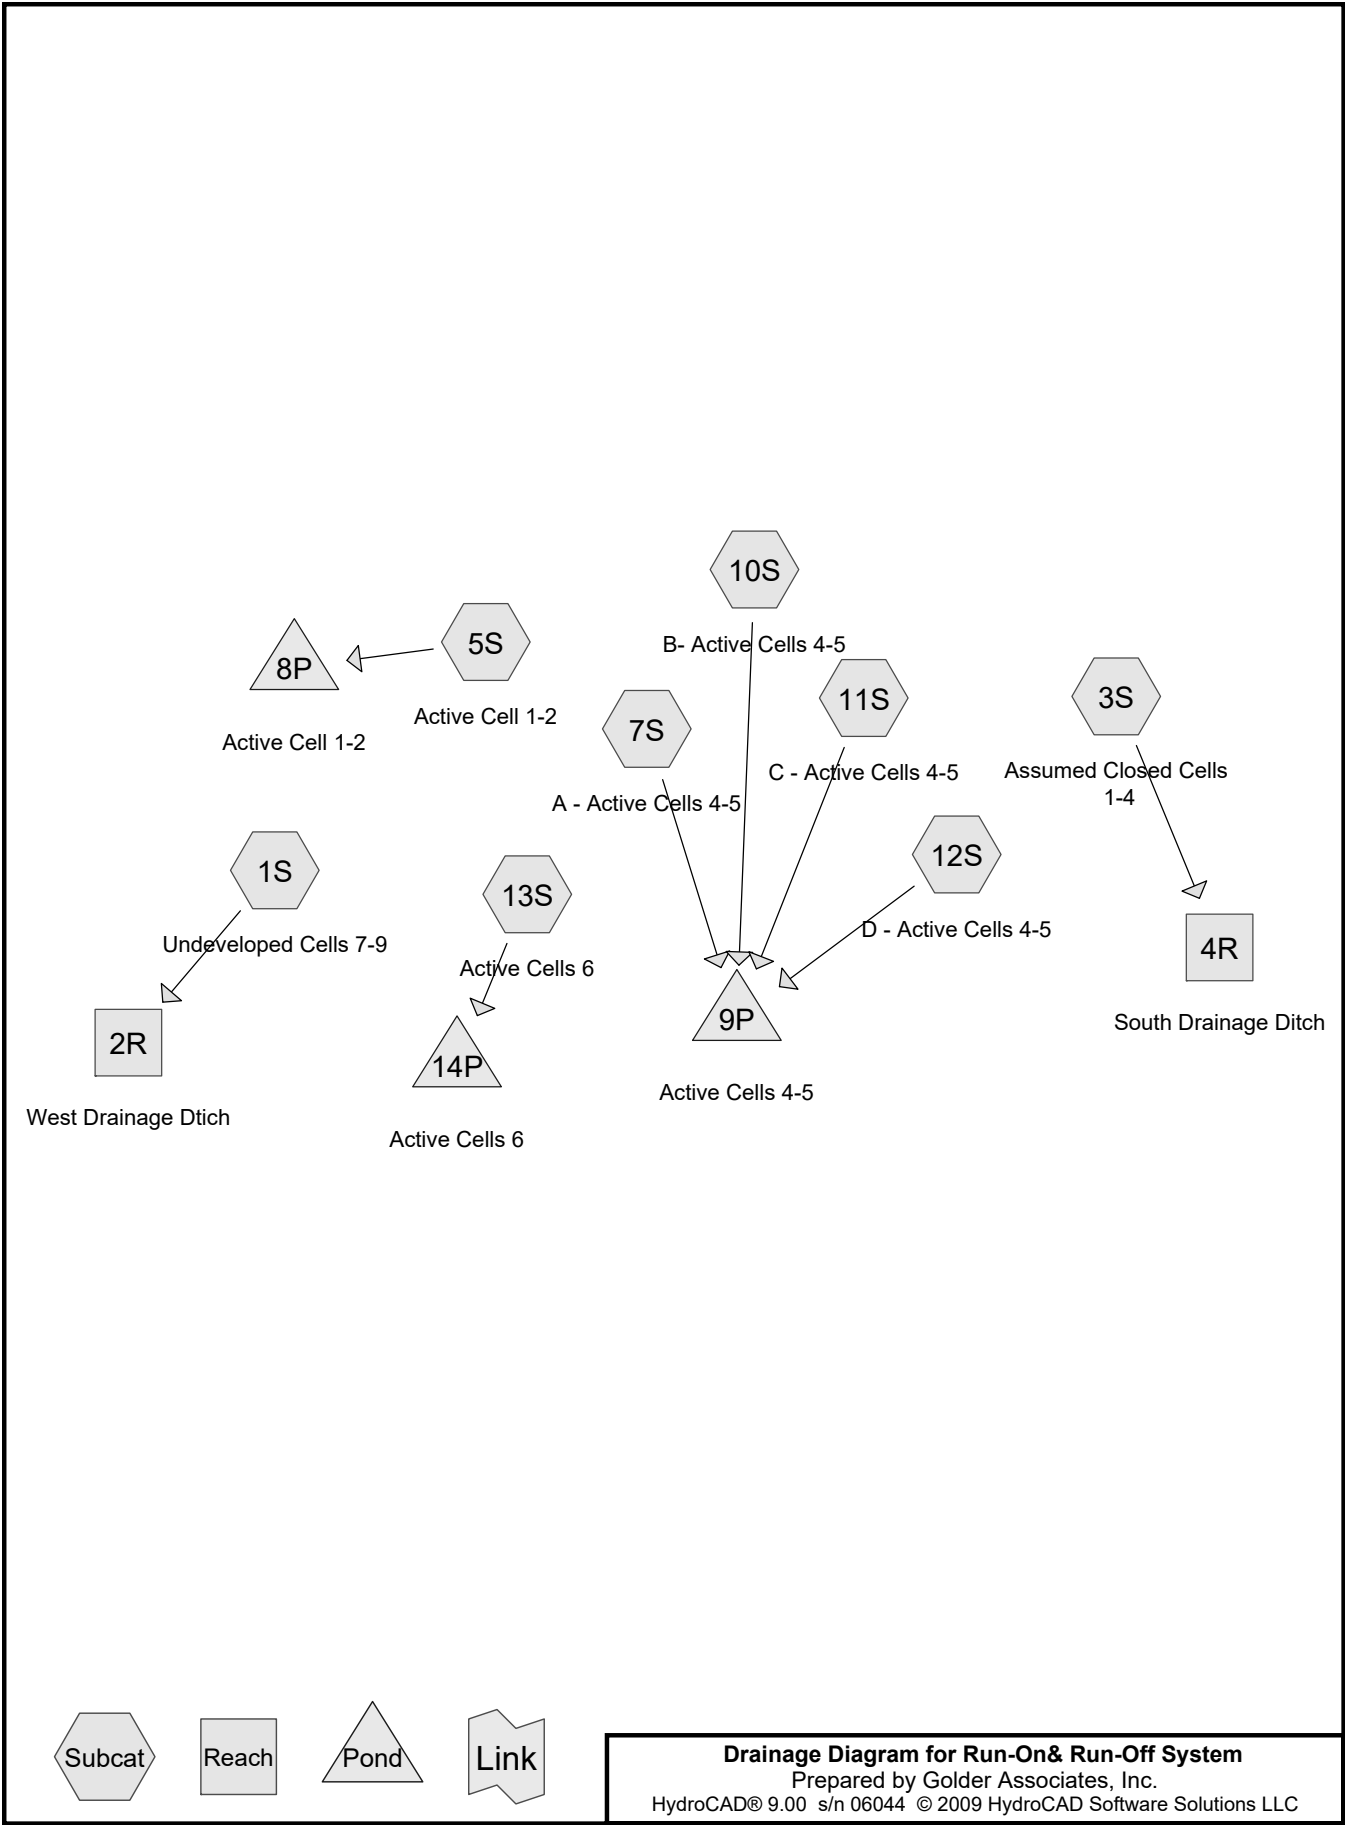 10S
B- Active Cells 4-5
5S
Active Cell 1-2
8P
Active Cell 1-2
7S
A - Active Cells 4-5
11S
C - Active Cells 4-5
3S
Assumed Closed Cells
1-4
12S
D - Active Cells 4-5
1S
Undeveloped Cells 7-9
13S
Active Cells 6
4R
South Drainage Ditch
2R
West Drainage Dtich
14P
Active Cells 6
9P
Active Cells 4-5
Subcat
Reach
Pond
Link
Drainage Diagram for Run-On& Run-Off System
Prepared by Golder Associates, Inc.
HydroCAD® 9.00 s/n 06044 © 2009 HydroCAD Software Solutions LLC